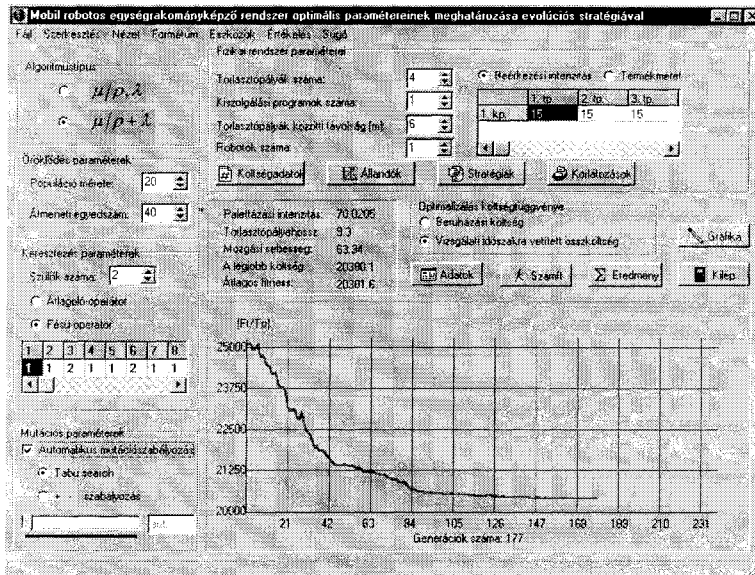 Mobil robotos egységrakományképző rendszer optimális paramétereinek meghatározása evolúciós stratégiával
Fájl Szerkesztés Nézet Formátum Eszközök Értékelés Súgó
Algoritmustípus
μ/ρ,λ
μ/ρ+λ
Öröklődés paraméterek
Populáció mérete: 20
Átmeneti egyedszám: 40
Keresztezés paraméterek
Szülők száma: 2
Átlagoló operátor
Fésű operátor
1 2 3 4 5 6 7 8
1 1 2 1 1 2 1 1
Mutációs paraméterek
Automatikus mutációszabályozás
Tabu search
+ - szabályozás
Fizikai rendszer paraméterei
Torlasztópályák száma: 4
Kiszolgálási programok száma: 1
Torlasztópályák közötti távolság [m]: 6
Robotok száma: 1
Beérkezési intenzitás Termékméret
1. tp. 2. tp. 3. tp.
1. kp. 15 15 15
Költségadatok Állandók Stratégiák Korlátozások
Palettázási intenzitás: 70.0205
Torlasztópályahossz: 9.3
Mozgási sebesség: 63.34
A legjobb költség: 20380.1
Átlagos fitness: 20381.6
Optimalizálás költségfüggvénye
Beruházási költség
Vizsgálati időszakra vetített összköltség
Grafika
Adatok Számít Eredmény Kilép
[Ft/Tp]
25000
23750
22500
21250
20000
21 42 63 84 105 126 147 168 189 210 231
Generációk száma: 177